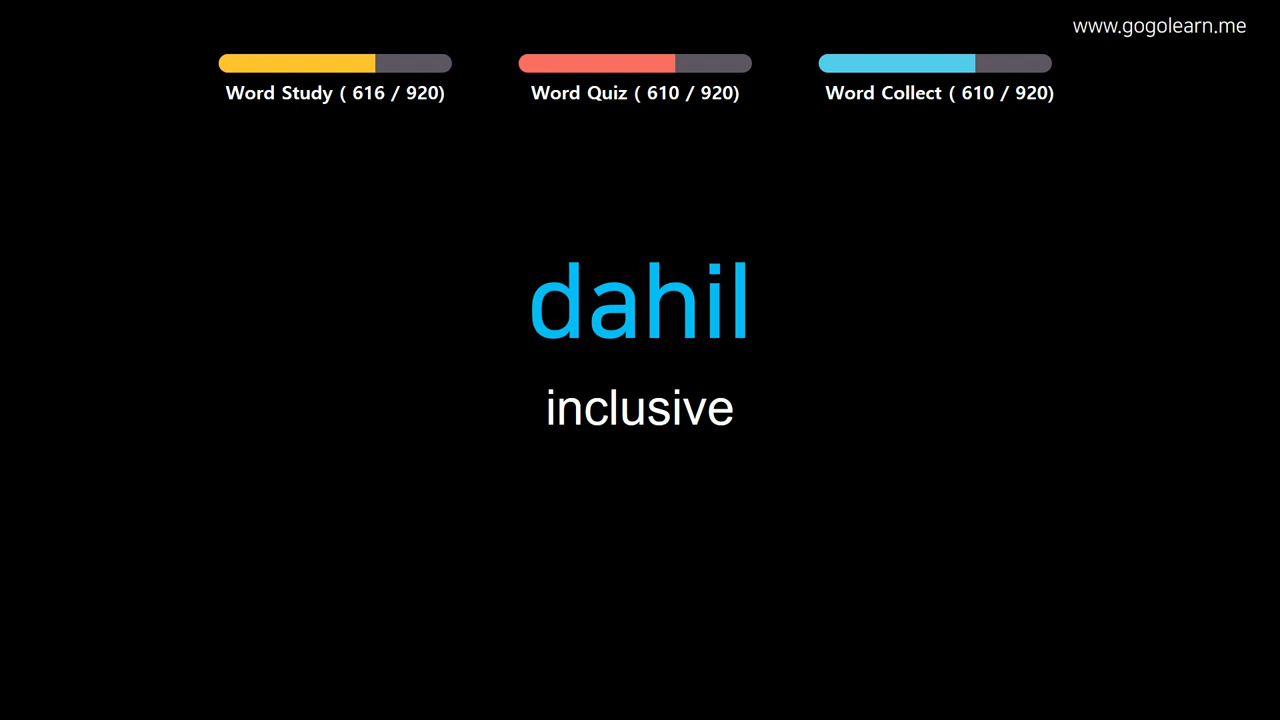 www.gogolearn.me
Word Study ( 616 / 920)
Word Quiz ( 610 / 920)
Word Collect ( 610 / 920)
dahil
inclusive